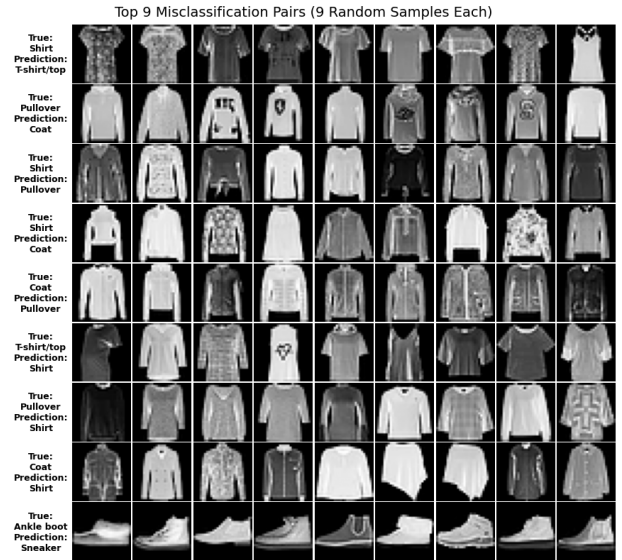 Top 9 Misclassification Pairs (9 Random Samples Each)
True:
Shirt
Prediction:
T-shirt/top
True:
Pullover
Prediction:
Coat
True:
Shirt
Prediction:
Pullover
True:
Shirt
Prediction:
Coat
True:
Coat
Prediction:
Pullover
True:
T-shirt/top
Prediction:
Shirt
True:
Pullover
Prediction:
Shirt
True:
Coat
Prediction:
Shirt
True:
Ankle boot
Prediction:
Sneaker